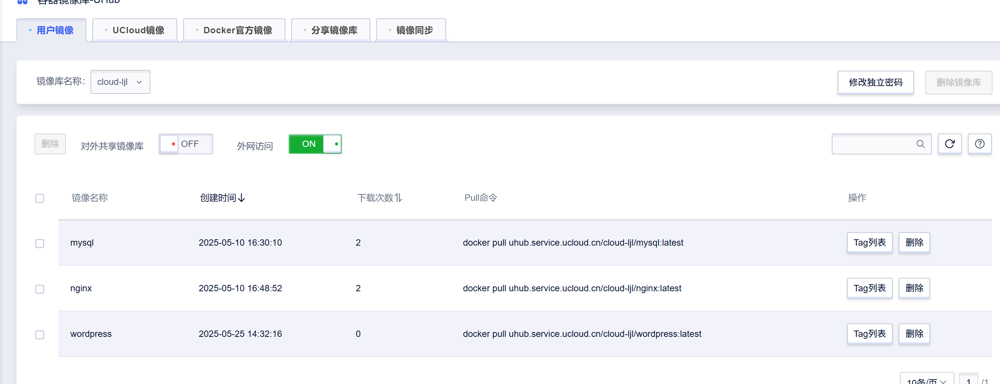 容器镜像库-UHub
用户镜像 UCloud镜像 Docker官方镜像 分享镜像库 镜像同步
镜像库名称: cloud-ljl 修改独立密码 删除镜像库
删除 对外共享镜像库 OFF 外网访问 ON
镜像名称 创建时间 下载次数 Pull命令 操作
mysql 2025-05-10 16:30:10 2 docker pull uhub.service.ucloud.cn/cloud-ljl/mysql:latest Tag列表 删除
nginx 2025-05-10 16:48:52 2 docker pull uhub.service.ucloud.cn/cloud-ljl/nginx:latest Tag列表 删除
wordpress 2025-05-25 14:32:16 0 docker pull uhub.service.ucloud.cn/cloud-ljl/wordpress:latest Tag列表 删除
10条/页 1 /1